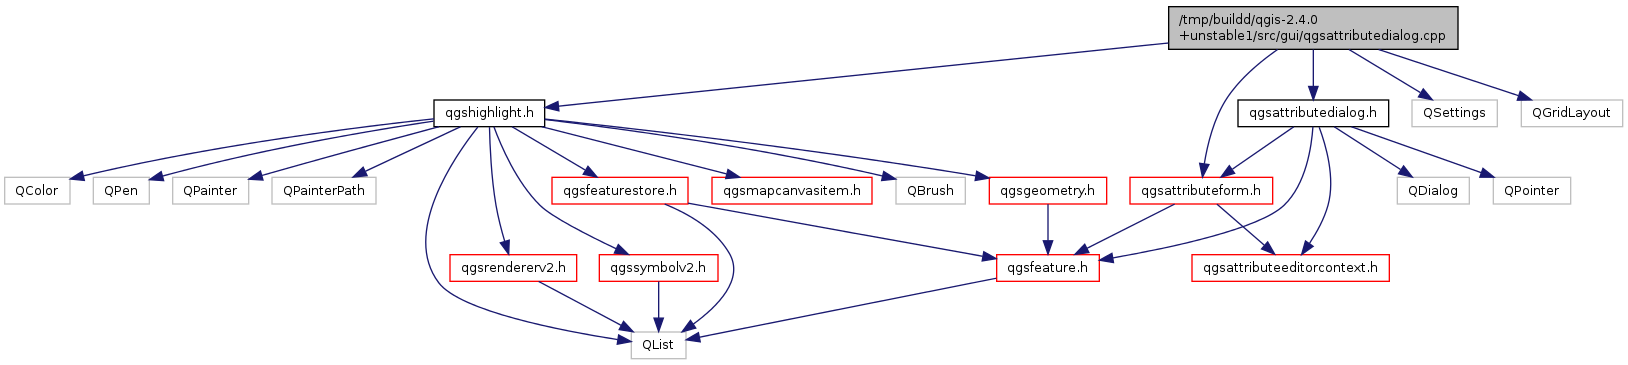 /tmp/buildd/qgis-2.4.0
+unstable1/src/gui/qgsattributedialog.cpp
qgshighlight.h
qgsattributedialog.h
QSettings
QGridLayout
QColor
QPen
QPainter
QPainterPath
qgsfeaturestore.h
qgsmapcanvasitem.h
QBrush
qgsgeometry.h
qgsattributeform.h
QDialog
QPointer
qgsrendererv2.h
qgssymbolv2.h
qgsfeature.h
qgsattributeeditorcontext.h
QList